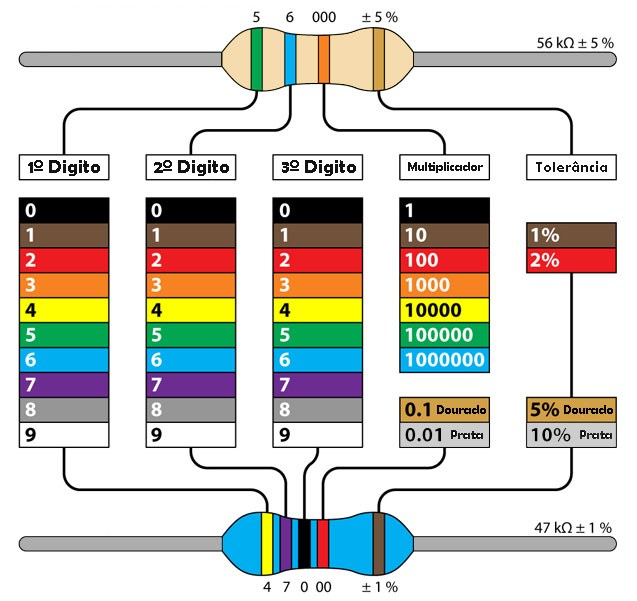 5 6 000 ± 5 %
56 kΩ ± 5 %
1º Digito 2º Digito 3º Digito Multiplicador Tolerância
0 0 0 1
1 1 1 10 1%
2 2 2 100 2%
3 3 3 1000
4 4 4 10000
5 5 5 100000
6 6 6 1000000
7 7 7
8 8 8 0.1 Dourado 5% Dourado
9 9 9 0.01 Prata 10% Prata
47 kΩ ± 1 %
4 7 0 00 ± 1 %